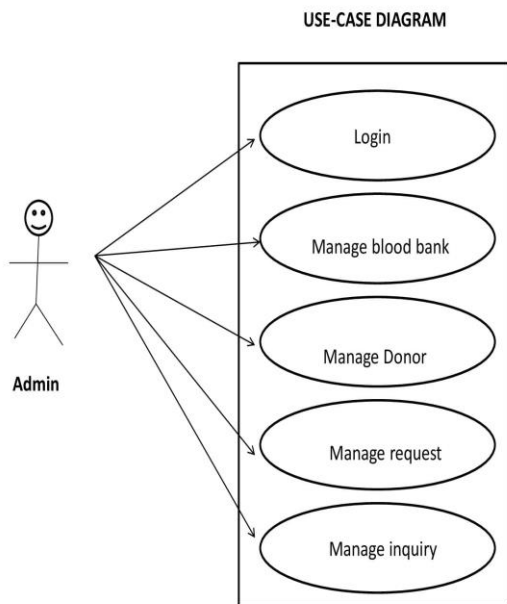 USE-CASE DIAGRAM
Login
Manage blood bank
Manage Donor
Admin
Manage request
Manage inquiry